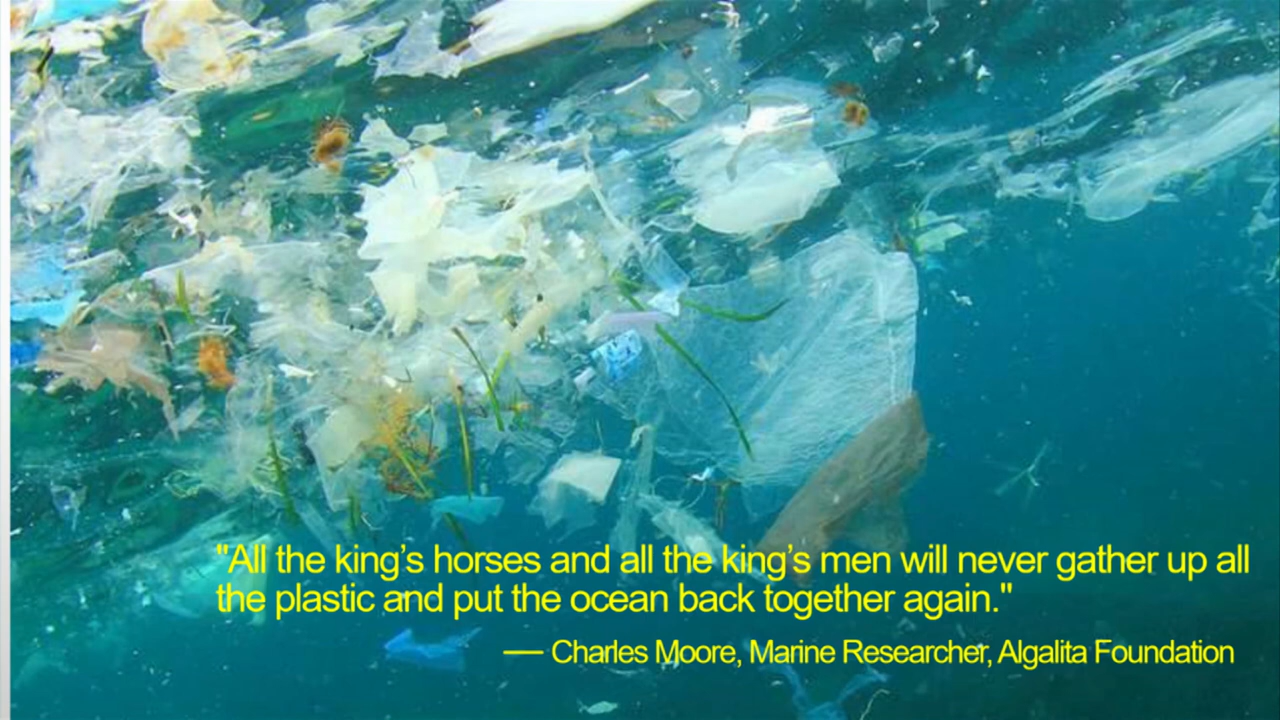 "All the king’s horses and all the king’s men will never gather up all
the plastic and put the ocean back together again."
— Charles Moore, Marine Researcher, Algalita Foundation